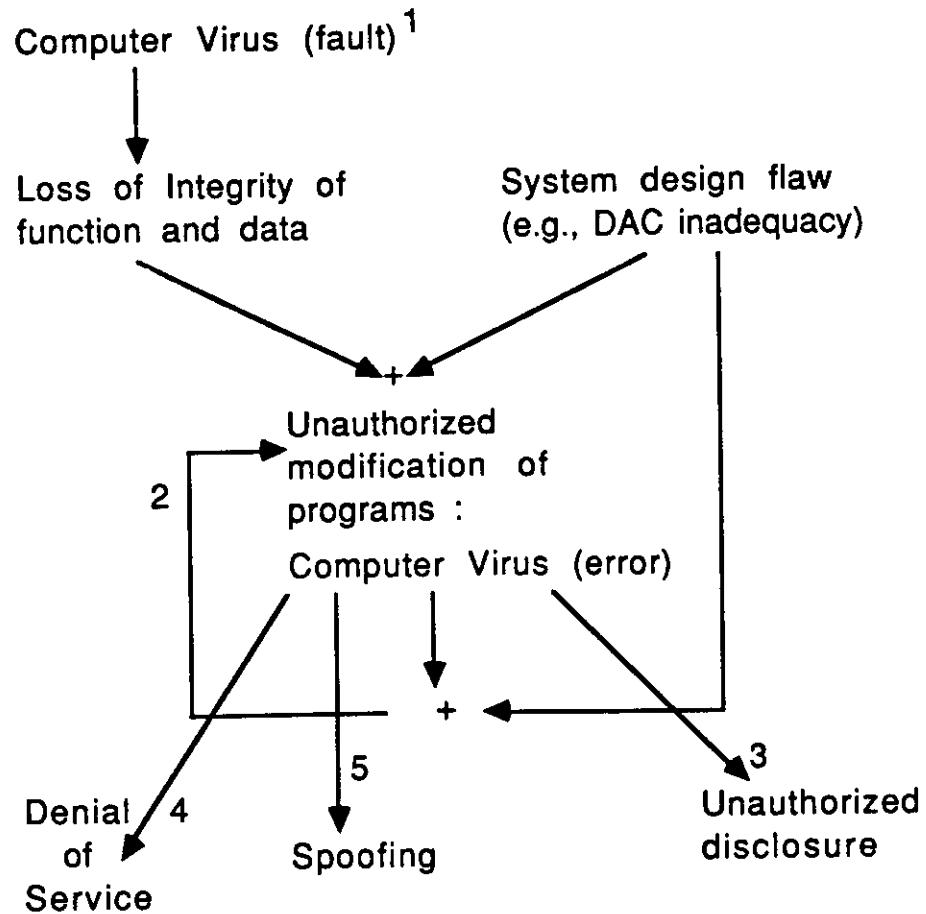 Computer Virus (fault) 1
Loss of Integrity of
function and data
System design flaw
(e.g., DAC inadequacy)
+
Unauthorized
modification of
programs :
2
Computer Virus (error)
+
5
3
4
Denial
of
Service
Spoofing
Unauthorized
disclosure